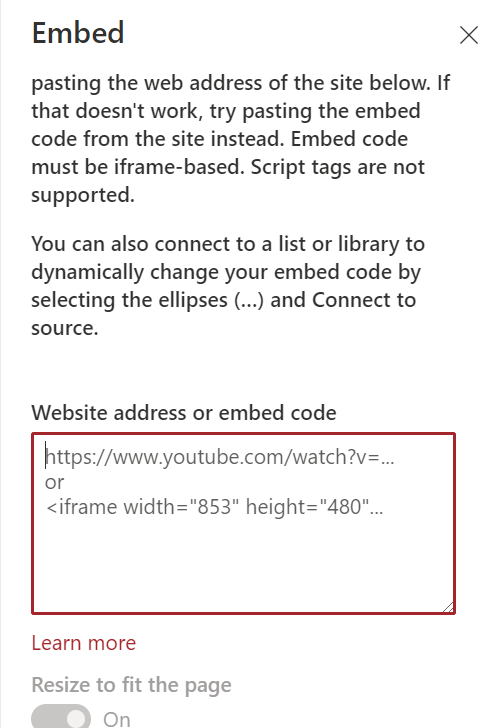 Embed
pasting the web address of the site below. If
that doesn't work, try pasting the embed
code from the site instead. Embed code
must be iframe-based. Script tags are not
supported.
You can also connect to a list or library to
dynamically change your embed code by
selecting the ellipses (...) and Connect to
source.
Website address or embed code
https://www.youtube.com/watch?v=...
or
<iframe width="853" height="480"...
Learn more
Resize to fit the page
On